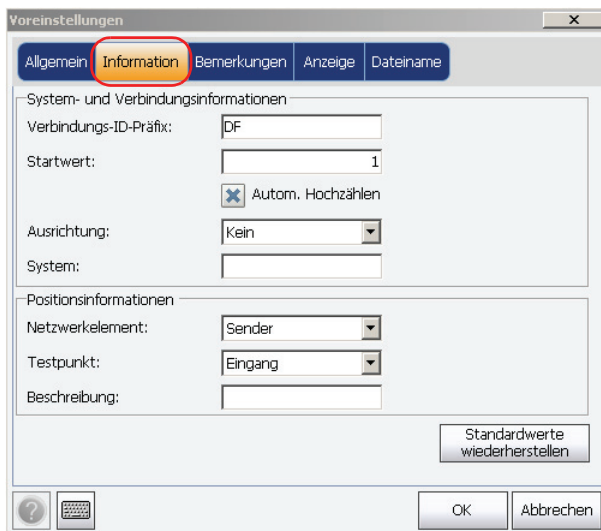 Voreinstellungen
Allgemein Information Bemerkungen Anzeige Dateiname
System- und Verbindungsinformationen
Verbindungs-ID-Präfix: DF
Startwert: 1
Autom. Hochzählen
Ausrichtung: Kein
System:
Positionsinformationen
Netzwerkelement: Sender
Testpunkt: Eingang
Beschreibung:
Standardwerte
wiederherstellen
OK Abbrechen